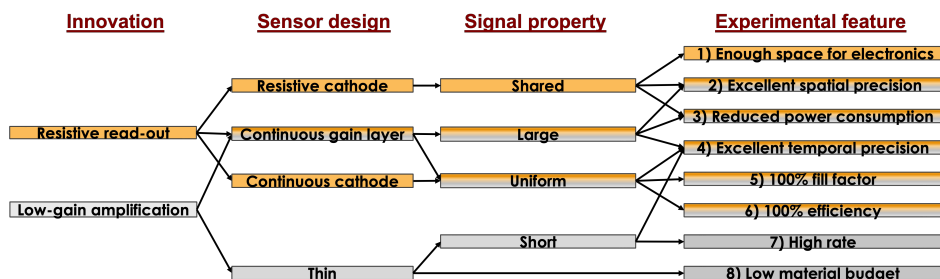 Innovation
Sensor design
Signal property
Experimental feature
1) Enough space for electronics
Resistive cathode
Shared
2) Excellent spatial precision
3) Reduced power consumption
Resistive read-out
Continuous gain layer
Large
4) Excellent temporal precision
Continuous cathode
Uniform
5) 100% fill factor
Low-gain amplification
6) 100% efficiency
Short
7) High rate
Thin
8) Low material budget